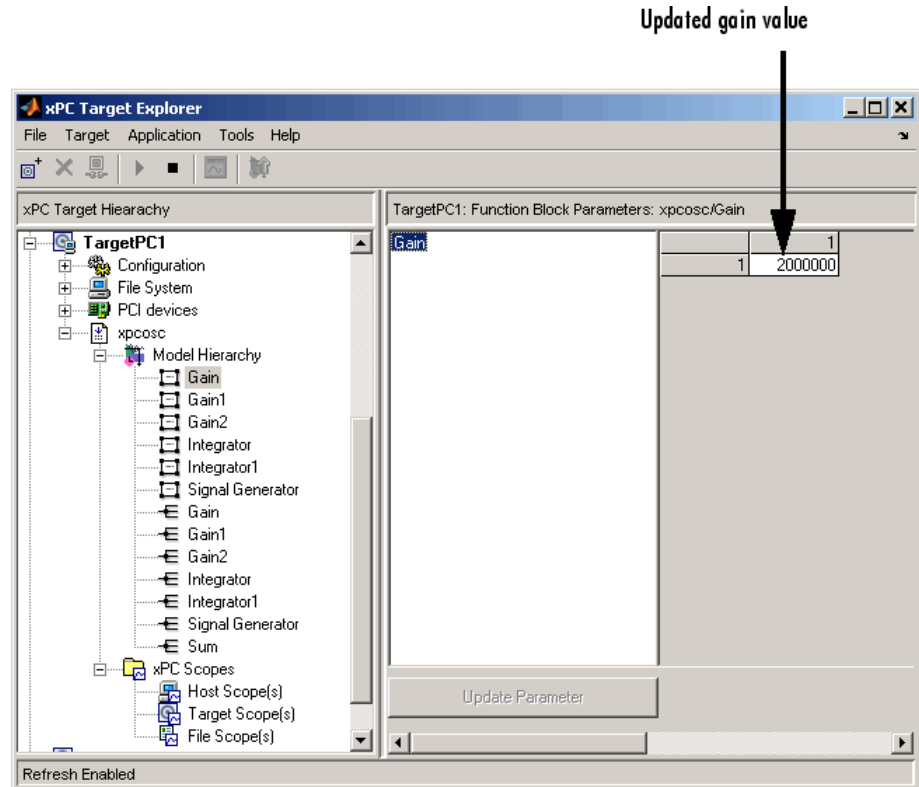 Updated gain value
xPC Target Explorer
File Target Application Tools Help
xPC Target Hiearachy
TargetPC1: Function Block Parameters: xpcosc/Gain
TargetPC1
Configuration
File System
PCI devices
xpcosc
Model Hierarchy
Gain
Gain1
Gain2
Integrator
Integrator1
Signal Generator
Gain
Gain1
Gain2
Integrator
Integrator1
Signal Generator
Sum
xPC Scopes
Host Scope(s)
Target Scope(s)
File Scope(s)
Gain
1
1 2000000
Update Parameter
Refresh Enabled